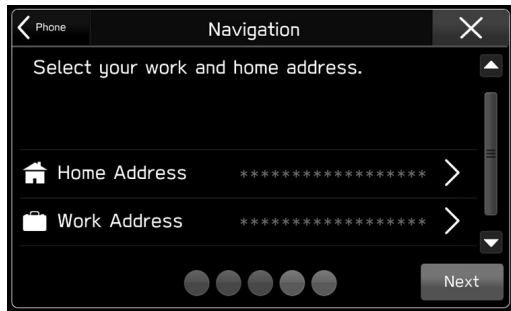 Phone
Navigation
Select your work and home address.
Home Address ******************
Work Address ******************
Next